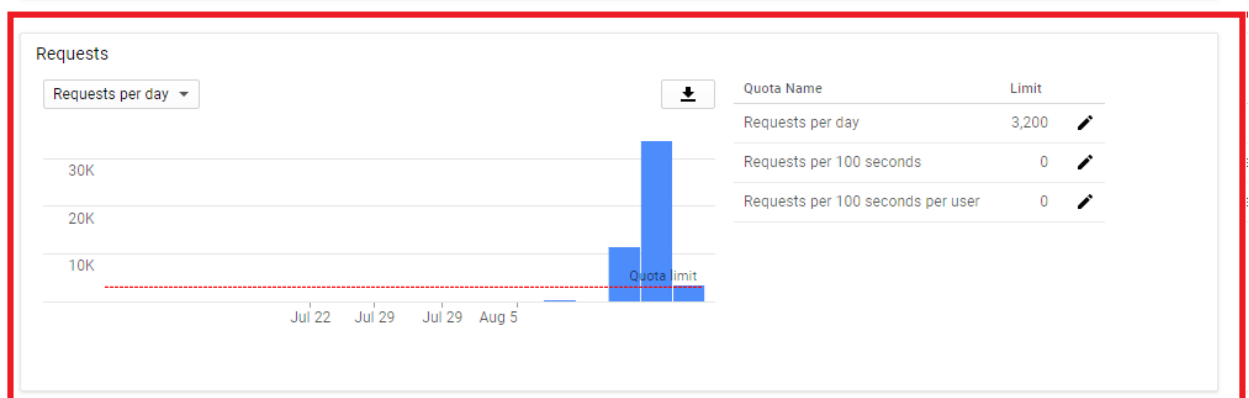 Requests
Requests per day
Quota Name Limit
Requests per day 3,200
Requests per 100 seconds 0
Requests per 100 seconds per user 0
30K
20K
10K
Quota limit
Jul 22 Jul 29 Jul 29 Aug 5